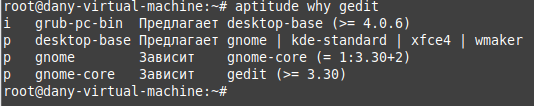 root@dany-virtual-machine:~# aptitude why gedit
i   grub-pc-bin  Предлагает desktop-base (>= 4.0.6)
p   desktop-base Предлагает gnome | kde-standard | xfce4 | wmaker
p   gnome        Зависит    gnome-core (= 1:3.30+2)
p   gnome-core   Зависит    gedit (>= 3.30)
root@dany-virtual-machine:~#